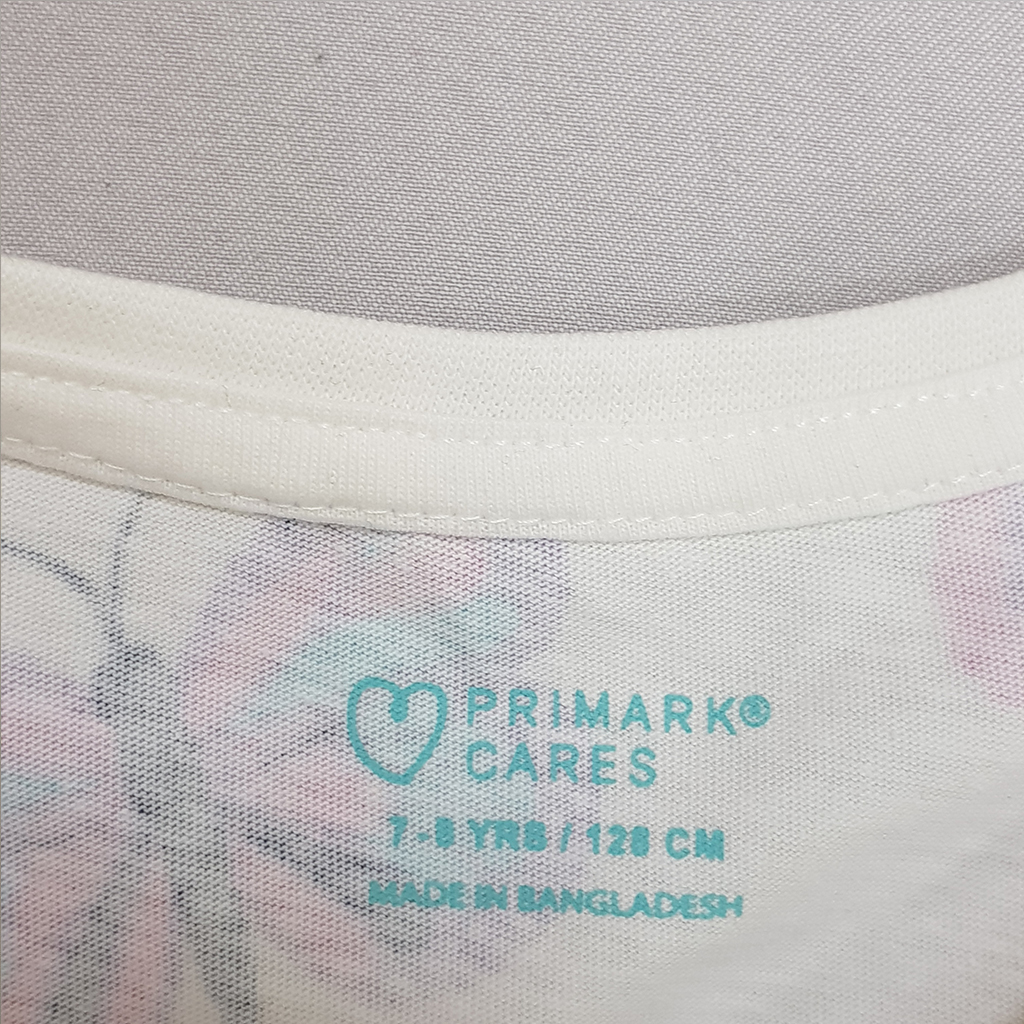 PRIMARK®
CARES
7-8 YRS / 128 CM
MADE IN BANGLADESH